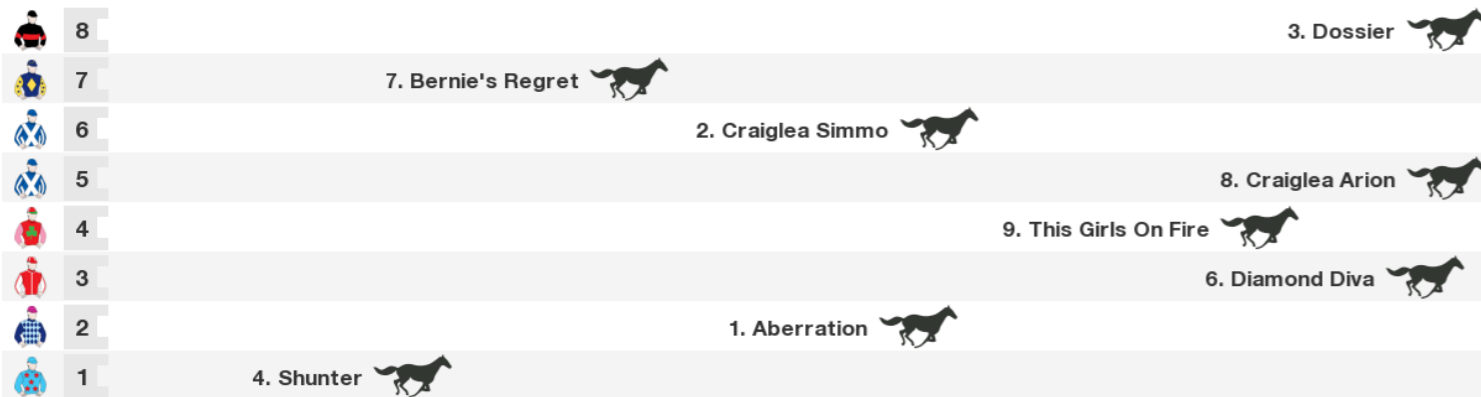 8 3. Dossier
7 7. Bernie's Regret
6 2. Craiglea Simmo
5 8. Craiglea Arion
4 9. This Girls On Fire
3 6. Diamond Diva
2 1. Aberration
1 4. Shunter